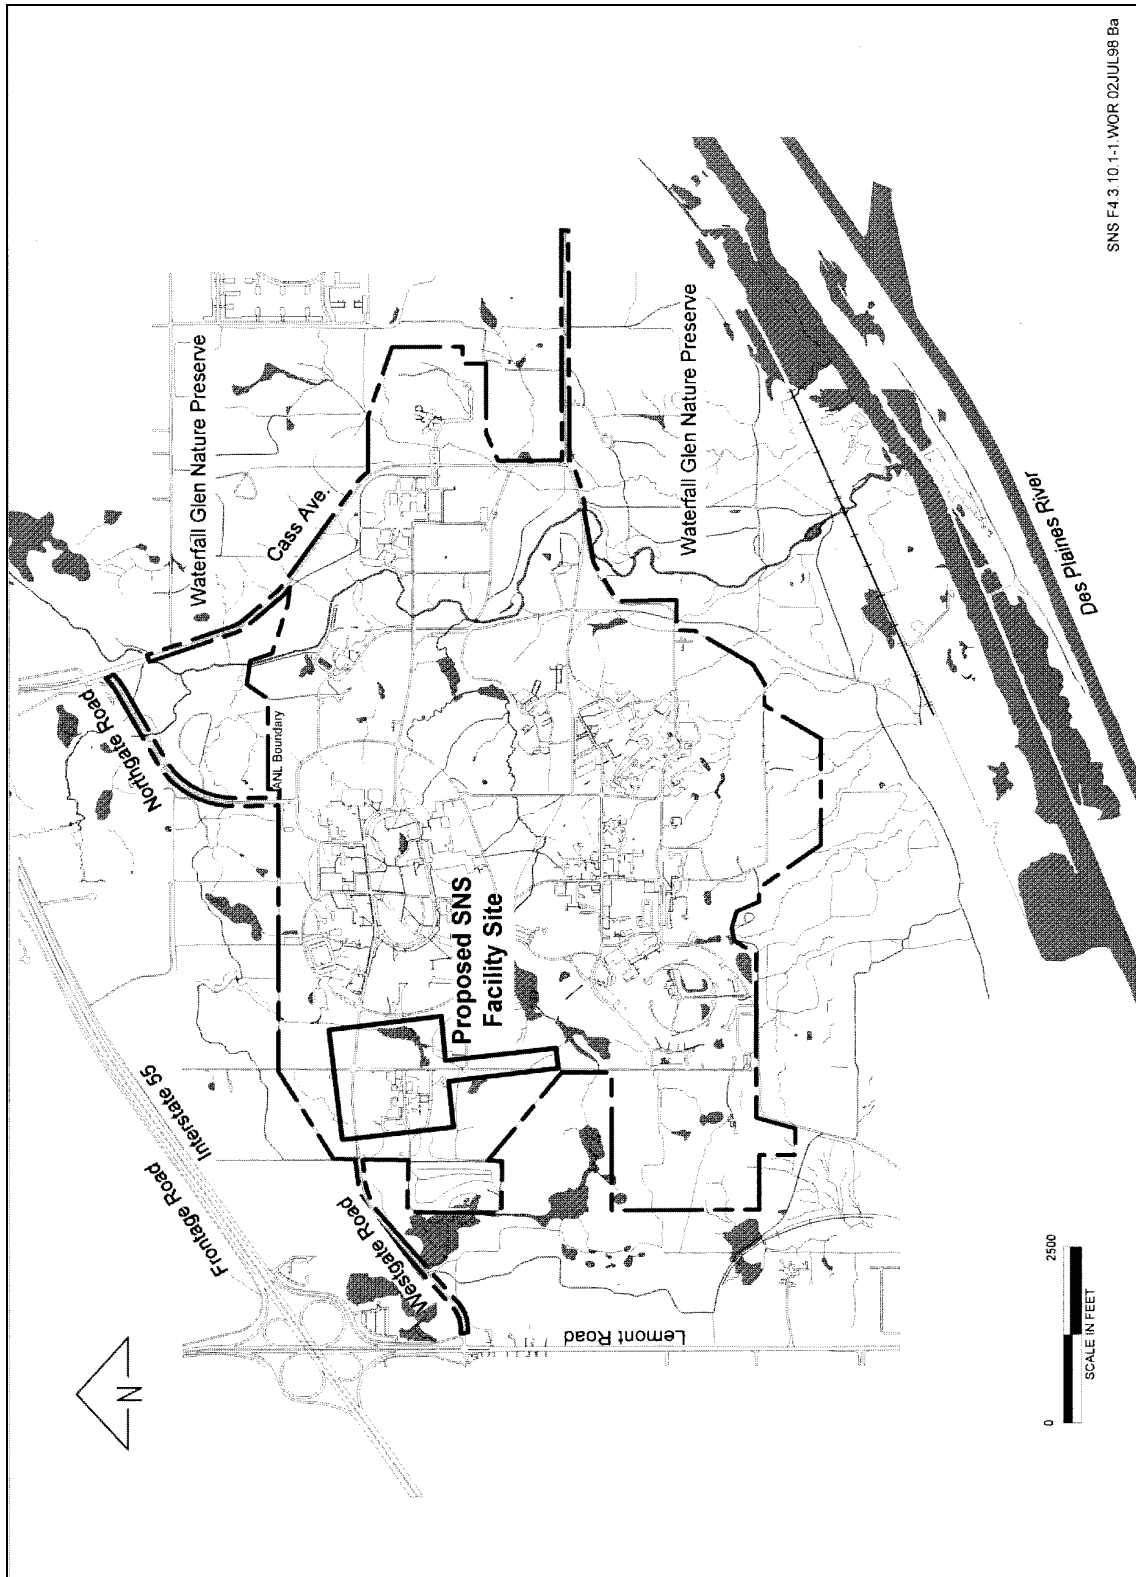 SNS F4.3.10.1-1.WOR 02JUL98 Ba
Waterfall Glen Nature Preserve
Cass Ave.
Northgate Road
ANL Boundary
Waterfall Glen Nature Preserve
Des Plaines River
Proposed SNS
Facility Site
Interstate 55
Frontage Road
Westgate Road
Lemont Road
N
0
2500
SCALE IN FEET